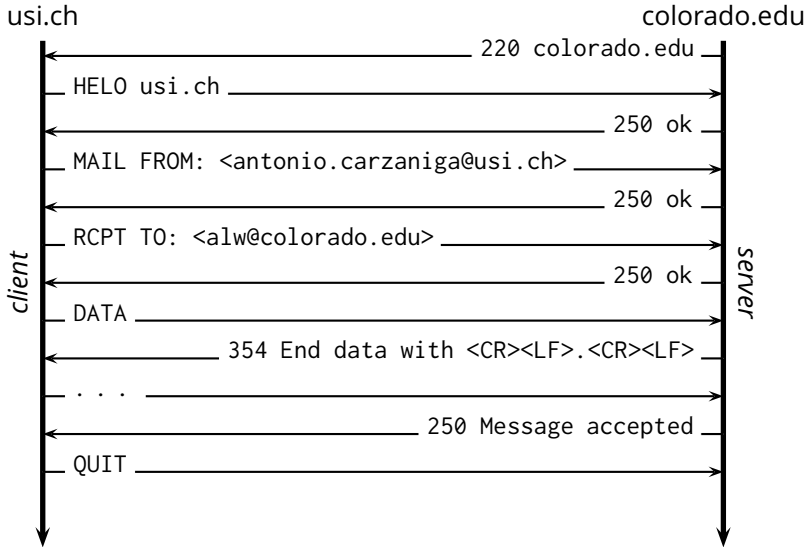 usi.ch
colorado.edu
220 colorado.edu
HELO usi.ch
250 ok
MAIL FROM: <antonio.carzaniga@usi.ch>
250 ok
RCPT TO: <alw@colorado.edu>
250 ok
client
server
DATA
354 End data with <CR><LF>.<CR><LF>
. . .
250 Message accepted
QUIT